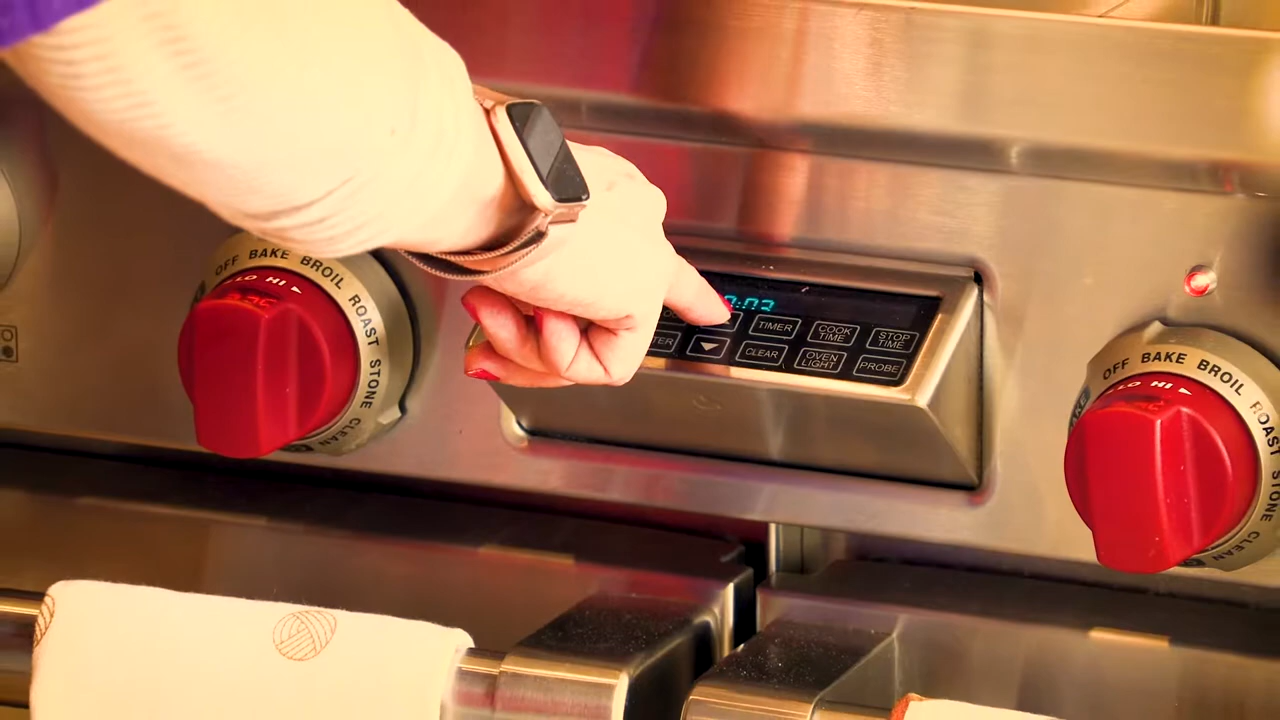 OFF BAKE BROIL ROAST STONE CLEAN
LO HI
:03
TIMER
COOK
TIME
STOP
TIME
CLEAR
OVEN
LIGHT
PROBE
OFF BAKE BROIL ROAST STONE CLEAN
LO HI